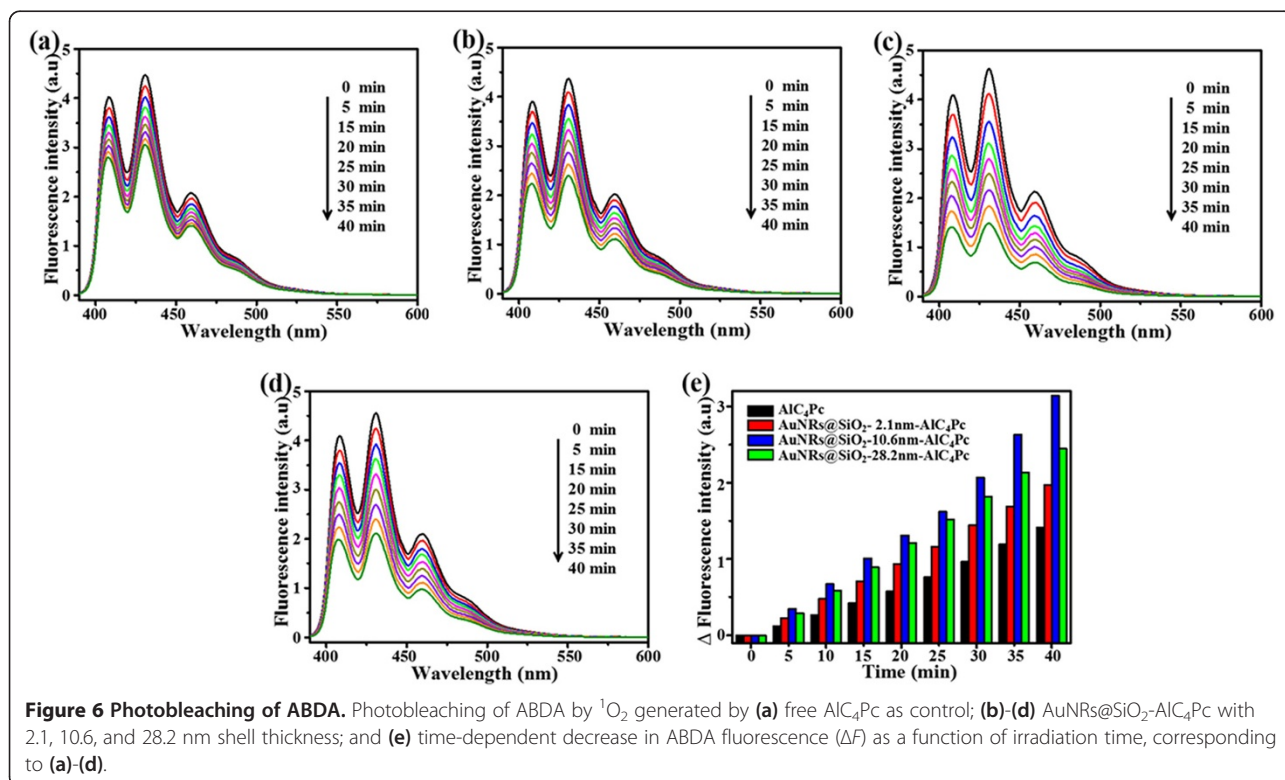 (a)
5
4
3
2
1
0
Fluorescence intensity (a.u)
400 450 500 550 600
Wavelength (nm)
0 min
5 min
15 min
20 min
25 min
30 min
35 min
40 min
(b)
5
4
3
2
1
0
Fluorescence intensity (a.u)
400 450 500 550 600
Wavelength (nm)
0 min
5 min
15 min
20 min
25 min
30 min
35 min
40 min
(c)
5
4
3
2
1
0
Fluorescence intensity (a.u)
400 450 500 550 600
Wavelength (nm)
0 min
5 min
15 min
20 min
25 min
30 min
35 min
40 min
(d)
5
4
3
2
1
0
Fluorescence intensity (a.u)
400 450 500 550 600
Wavelength (nm)
0 min
5 min
15 min
20 min
25 min
30 min
35 min
40 min
(e)
3
2
1
0
Δ Fluorescence intensity (a.u)
AlC₄Pc
AuNRs@SiO₂- 2.1nm-AlC₄Pc
AuNRs@SiO₂-10.6nm-AlC₄Pc
AuNRs@SiO₂-28.2nm-AlC₄Pc
0 5 10 15 20 25 30 35 40
Time (min)
Figure 6 Photobleaching of ABDA. Photobleaching of ABDA by ¹O₂ generated by (a) free AlC₄Pc as control; (b)-(d) AuNRs@SiO₂-AlC₄Pc with
2.1, 10.6, and 28.2 nm shell thickness; and (e) time-dependent decrease in ABDA fluorescence (ΔF) as a function of irradiation time, corresponding
to (a)-(d).